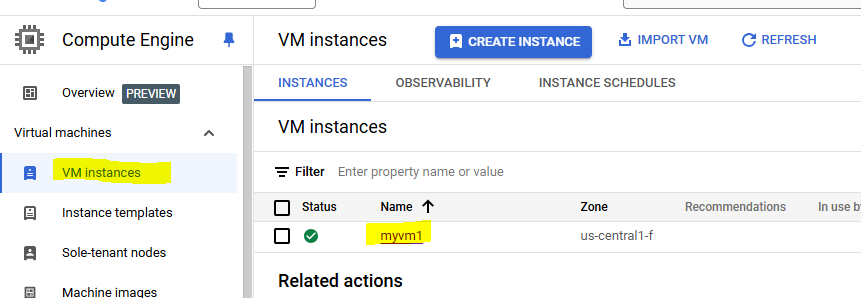 Compute Engine
Overview PREVIEW
Virtual machines
VM instances
Instance templates
Sole-tenant nodes
Machine images
VM instances CREATE INSTANCE IMPORT VM REFRESH
INSTANCES OBSERVABILITY INSTANCE SCHEDULES
VM instances
Filter Enter property name or value
Status Name Zone Recommendations In use by
myvm1 us-central1-f
Related actions